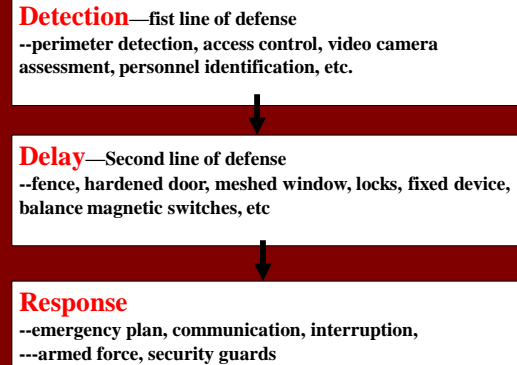 Detection—fist line of defense
--perimeter detection, access control, video camera
assessment, personnel identification, etc.
Delay—Second line of defense
--fence, hardened door, meshed window, locks, fixed device,
balance magnetic switches, etc
Response
--emergency plan, communication, interruption,
---armed force, security guards